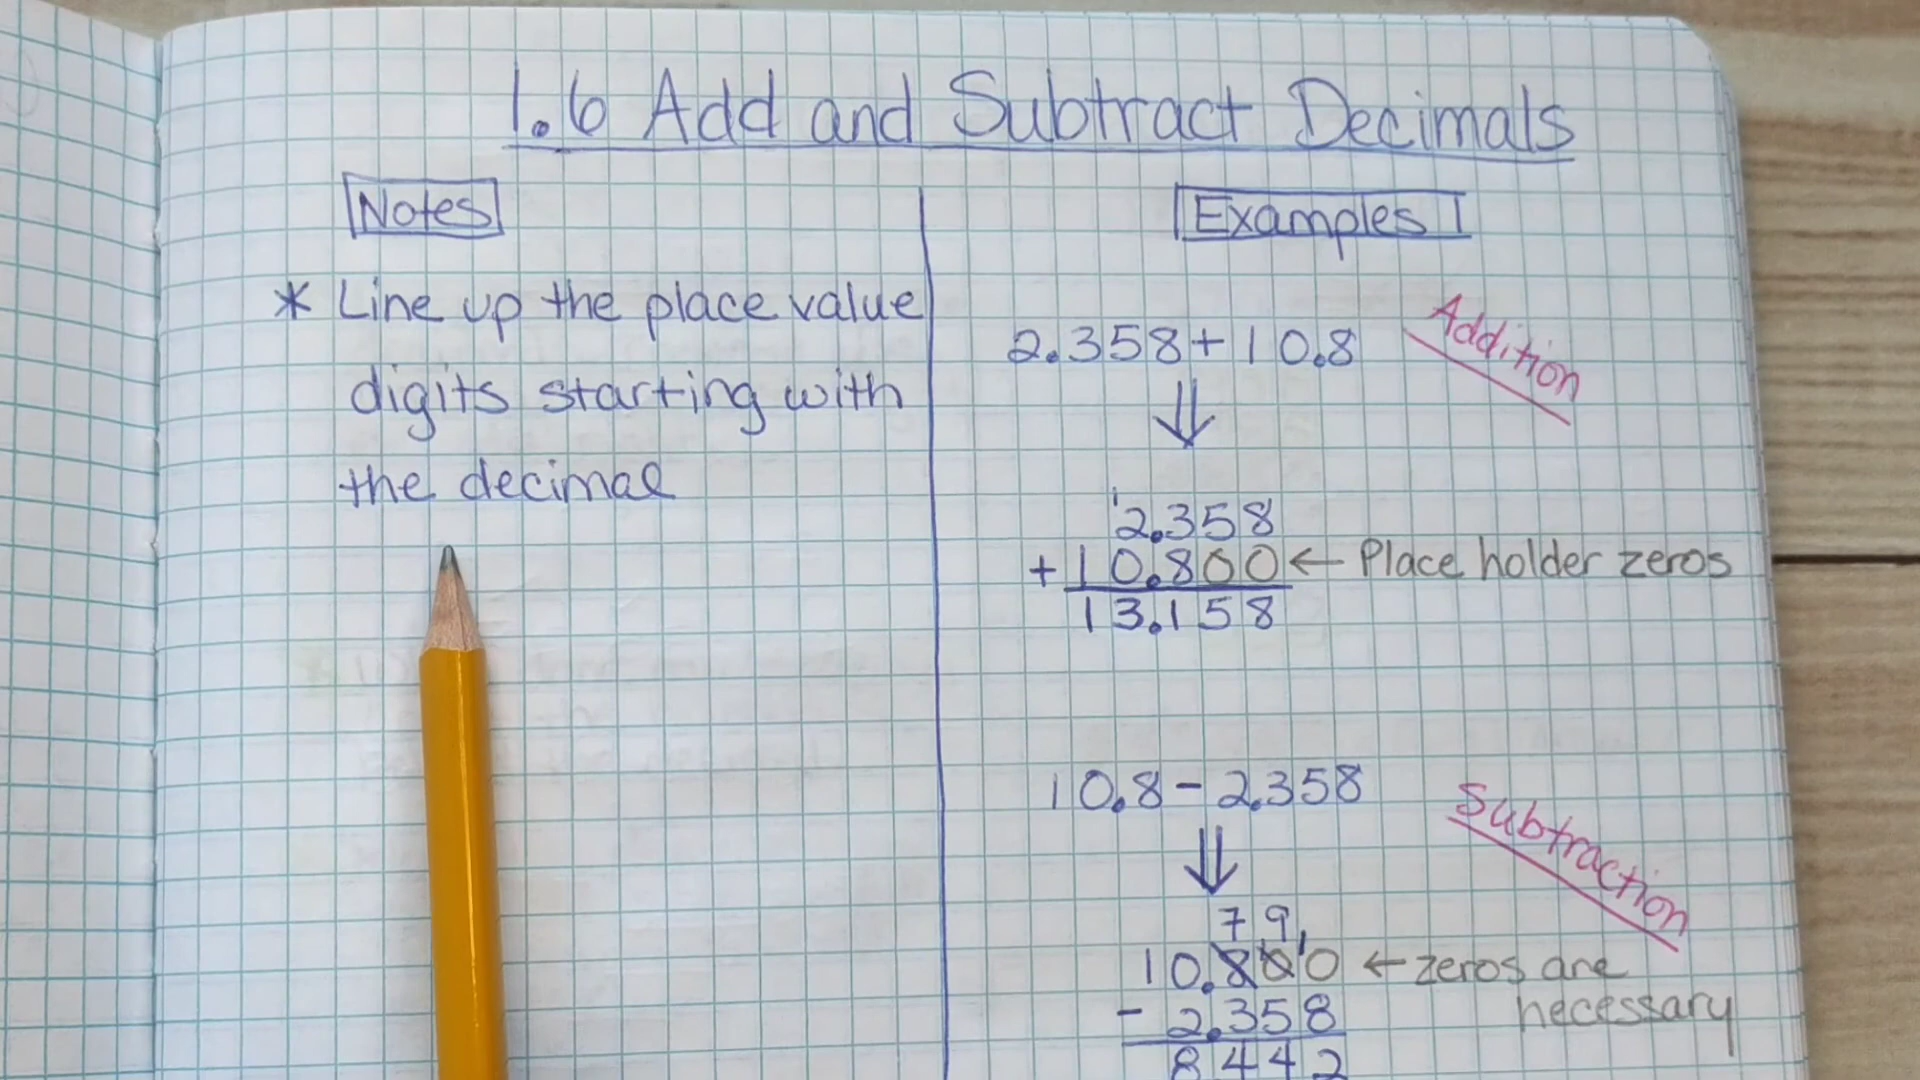 1.6 Add and Subtract Decimals
Notes
* Line up the place value
digits starting with
the decimal
Examples
2.358 + 10.8
Addition
⇓
1
2.358
+ 10.800 ← Place holder zeros
13.158
10.8 - 2.358
Subtraction
⇓
7 9 1
10.800 ← zeros are
necessary
- 2.358
8442